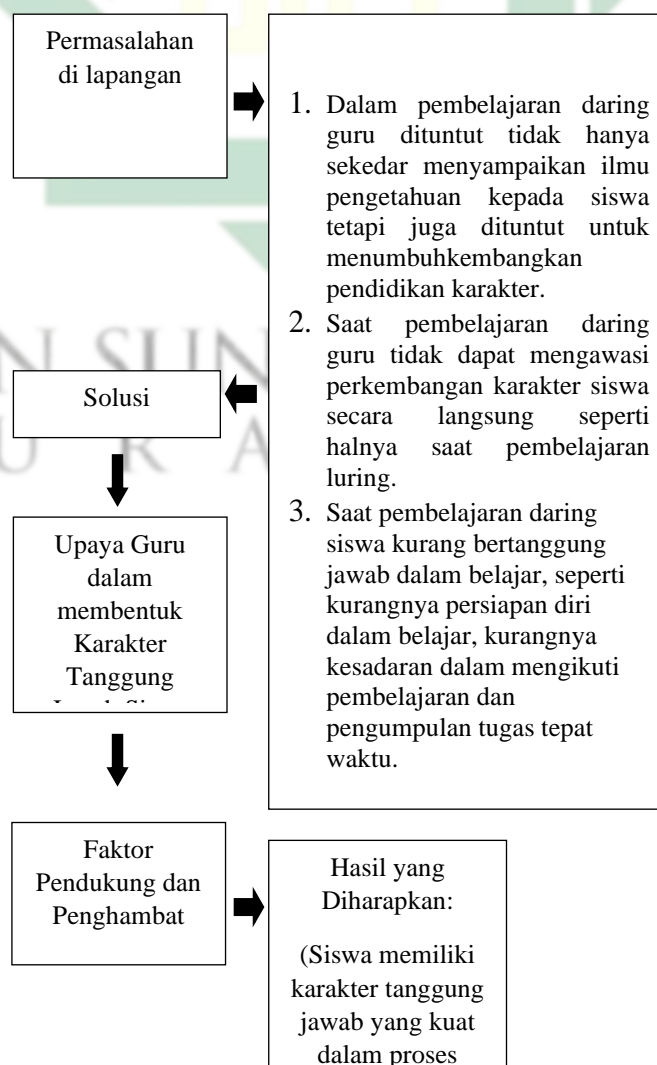 Permasalahan
di lapangan
1. Dalam pembelajaran daring
guru dituntut tidak hanya
sekedar menyampaikan ilmu
pengetahuan kepada siswa
tetapi juga dituntut untuk
menumbuhkembangkan
pendidikan karakter.
2. Saat pembelajaran daring
guru tidak dapat mengawasi
perkembangan karakter siswa
secara langsung seperti
halnya saat pembelajaran
luring.
3. Saat pembelajaran daring
siswa kurang bertanggung
jawab dalam belajar, seperti
kurangnya persiapan diri
dalam belajar, kurangnya
kesadaran dalam mengikuti
pembelajaran dan
pengumpulan tugas tepat
waktu.
Solusi
Upaya Guru
dalam
membentuk
Karakter
Tanggung
Faktor
Pendukung dan
Penghambat
Hasil yang
Diharapkan:
(Siswa memiliki
karakter tanggung
jawab yang kuat
dalam proses